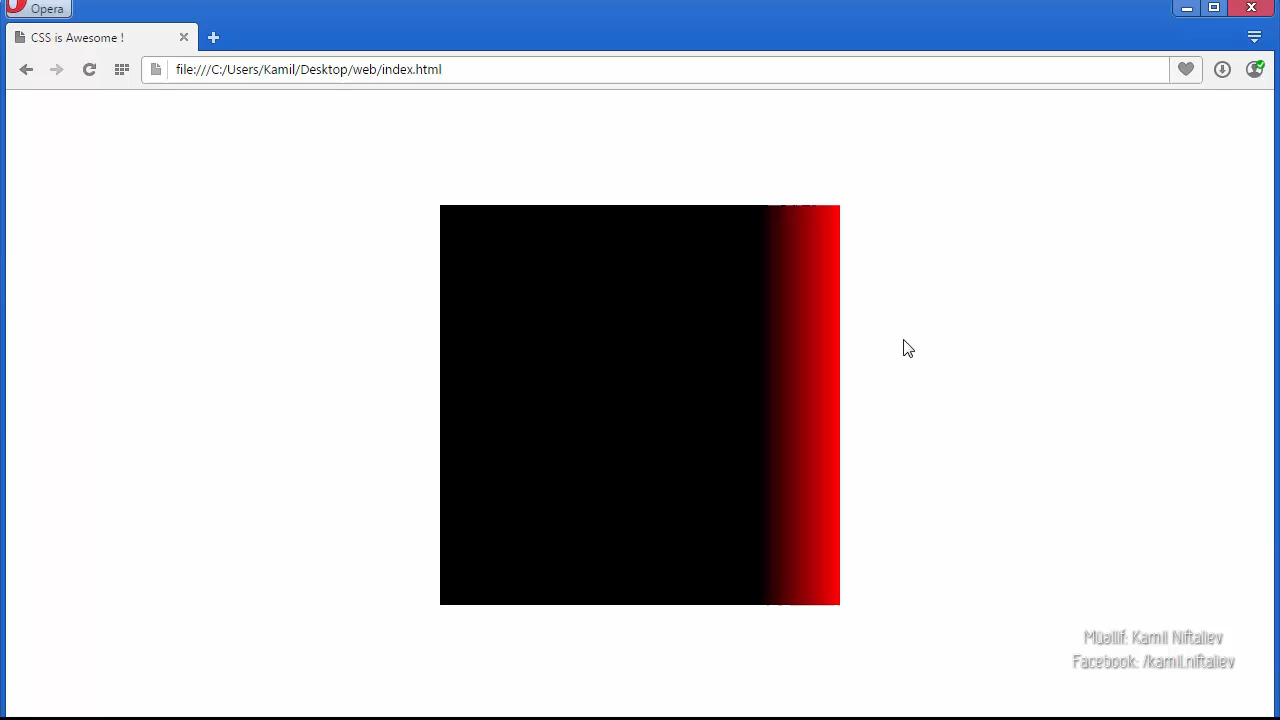 Opera
CSS is Awesome !
file:///C:/Users/Kamil/Desktop/web/index.html
Müəllif: Kamil Niftaliev
Facebook: /kamil.niftaliev